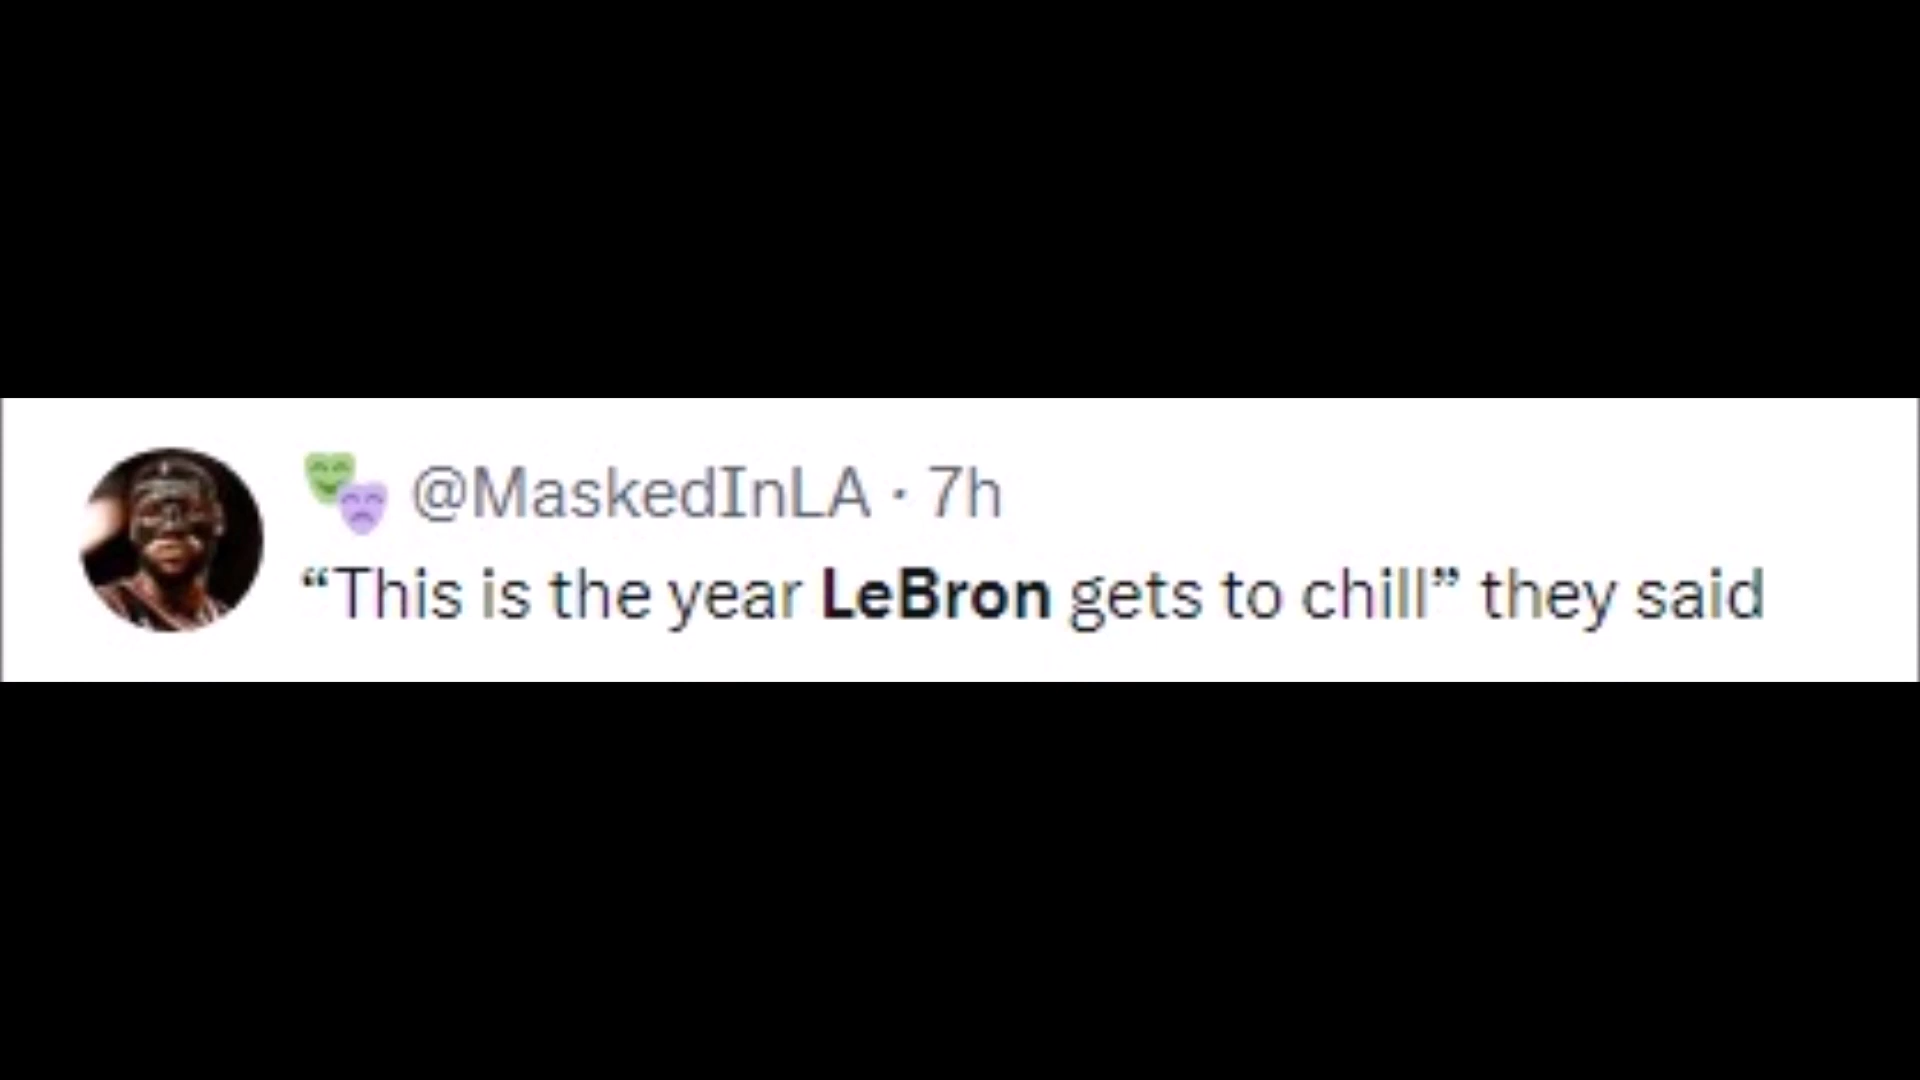 🎭 @MaskedInLA · 7h
“This is the year LeBron gets to chill” they said